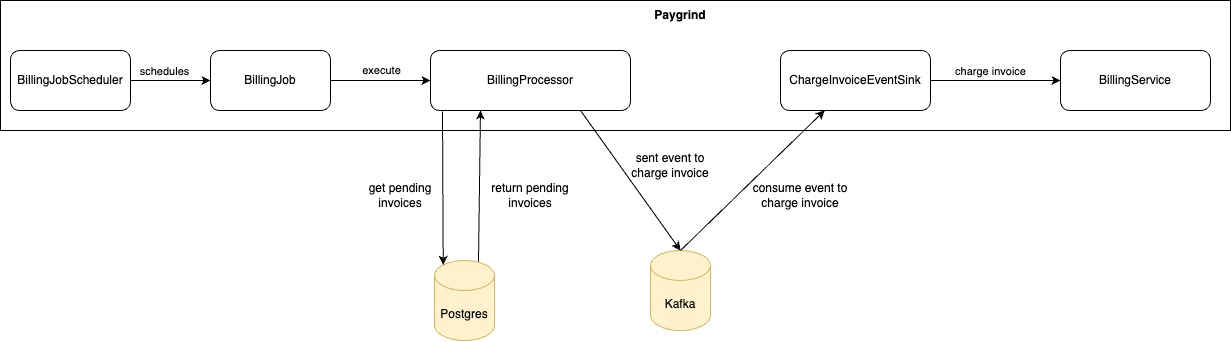 Paygrind
BillingJobScheduler
schedules
BillingJob
execute
BillingProcessor
ChargeInvoiceEventSink
charge invoice
BillingService
get pending
invoices
return pending
invoices
sent event to
charge invoice
consume event to
charge invoice
Postgres
Kafka